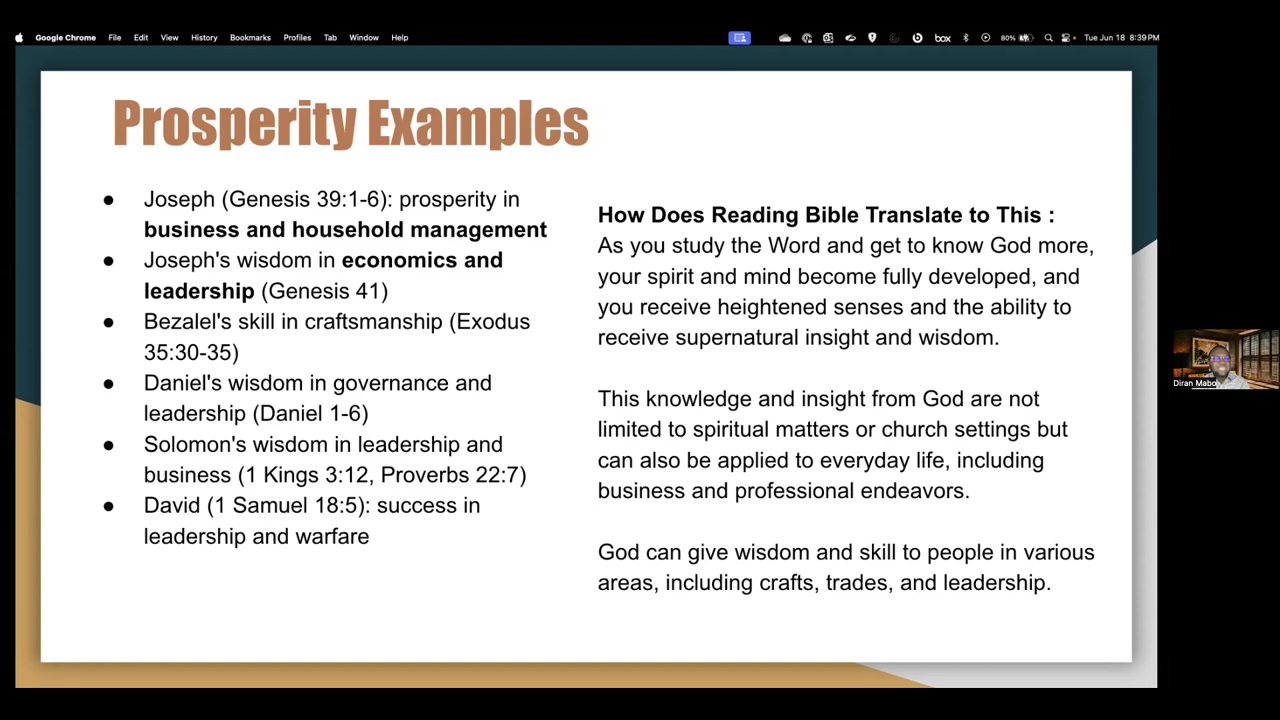 Google Chrome File Edit View History Bookmarks Profiles Tab Window Help box 80% Tue Jun 18 8:39 PM
Prosperity Examples
● Joseph (Genesis 39:1-6): prosperity in
business and household management
● Joseph's wisdom in economics and
leadership (Genesis 41)
● Bezalel's skill in craftsmanship (Exodus
35:30-35)
● Daniel's wisdom in governance and
leadership (Daniel 1-6)
● Solomon's wisdom in leadership and
business (1 Kings 3:12, Proverbs 22:7)
● David (1 Samuel 18:5): success in
leadership and warfare
How Does Reading Bible Translate to This :
As you study the Word and get to know God more,
your spirit and mind become fully developed, and
you receive heightened senses and the ability to
receive supernatural insight and wisdom.
This knowledge and insight from God are not
limited to spiritual matters or church settings but
can also be applied to everyday life, including
business and professional endeavors.
God can give wisdom and skill to people in various
areas, including crafts, trades, and leadership.
Diran Mabo